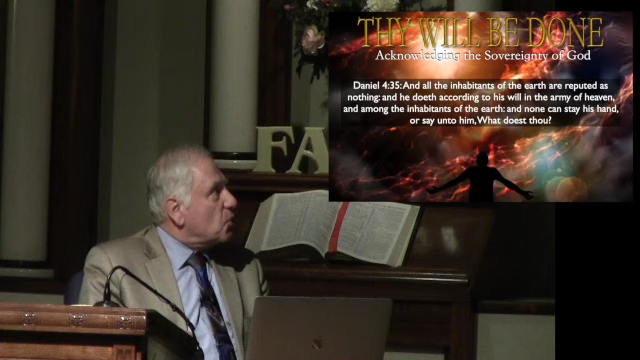 THY WILL BE DONE
Acknowledging the Sovereignty of God
Daniel 4:35: And all the inhabitants of the earth are reputed as
nothing: and he doeth according to his will in the army of heaven,
and among the inhabitants of the earth: and none can stay his hand,
or say unto him, What doest thou?
FA